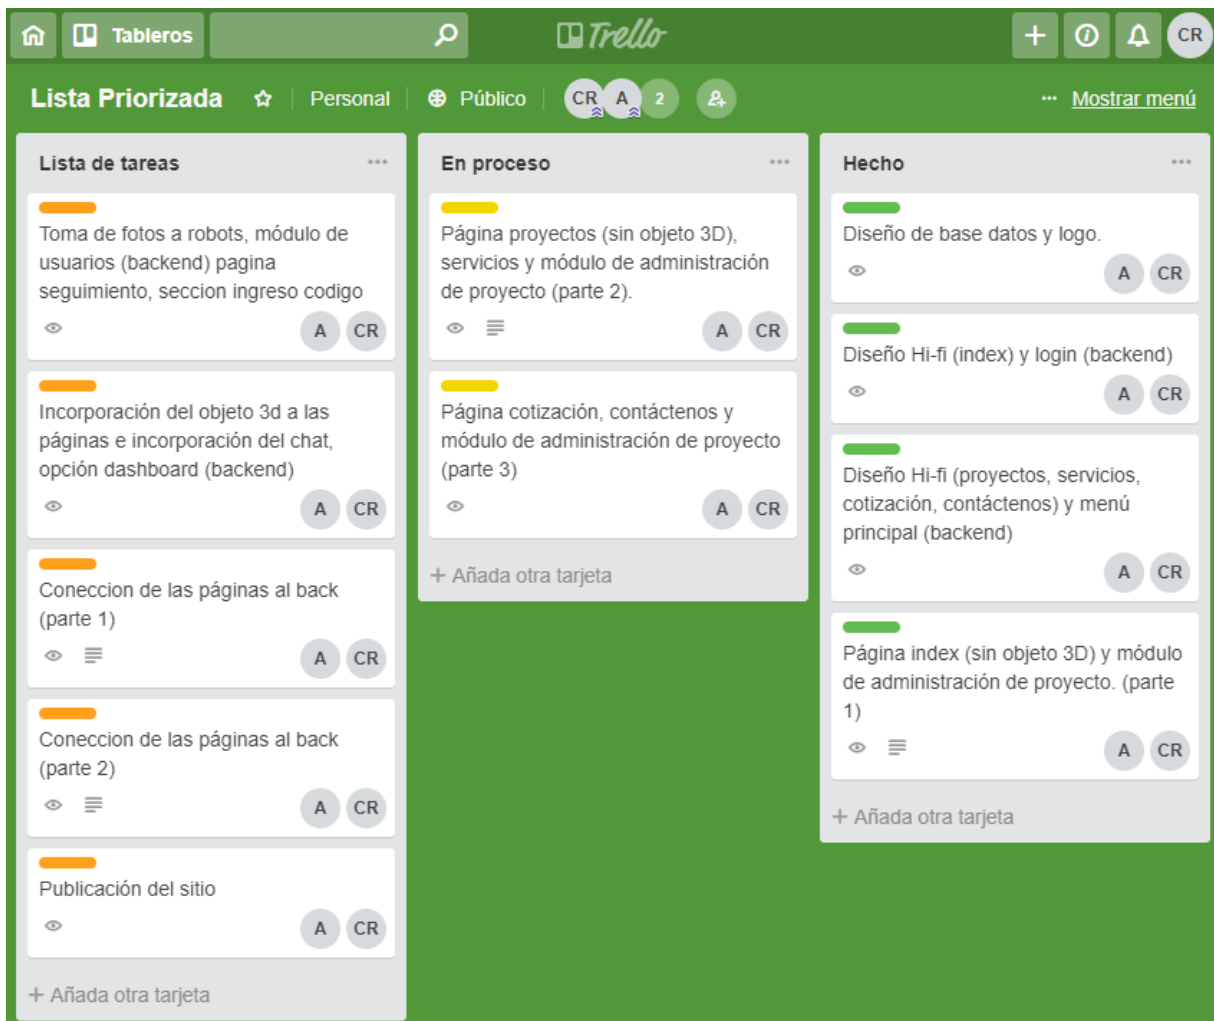 Tableros
Trello
CR
Lista Priorizada
Personal
Público
CR
A
2
Mostrar menú
Lista de tareas
Toma de fotos a robots, módulo de
usuarios (backend) pagina
seguimiento, seccion ingreso codigo
A CR
Incorporación del objeto 3d a las
páginas e incorporación del chat,
opción dashboard (backend)
A CR
Coneccion de las páginas al back
(parte 1)
A CR
Coneccion de las páginas al back
(parte 2)
A CR
Publicación del sitio
A CR
+ Añada otra tarjeta
En proceso
Página proyectos (sin objeto 3D),
servicios y módulo de administración
de proyecto (parte 2).
A CR
Página cotización, contáctenos y
módulo de administración de proyecto
(parte 3)
A CR
+ Añada otra tarjeta
Hecho
Diseño de base datos y logo.
A CR
Diseño Hi-fi (index) y login (backend)
A CR
Diseño Hi-fi (proyectos, servicios,
cotización, contáctenos) y menú
principal (backend)
A CR
Página index (sin objeto 3D) y módulo
de administración de proyecto. (parte
1)
A CR
+ Añada otra tarjeta